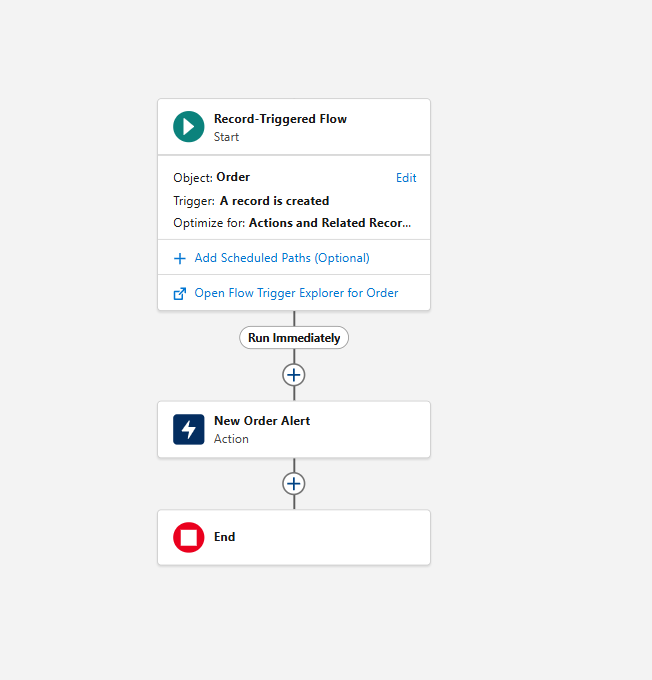 Record-Triggered Flow
Start
Object: Order Edit
Trigger: A record is created
Optimize for: Actions and Related Recor...
Add Scheduled Paths (Optional)
Open Flow Trigger Explorer for Order
Run Immediately
New Order Alert
Action
End